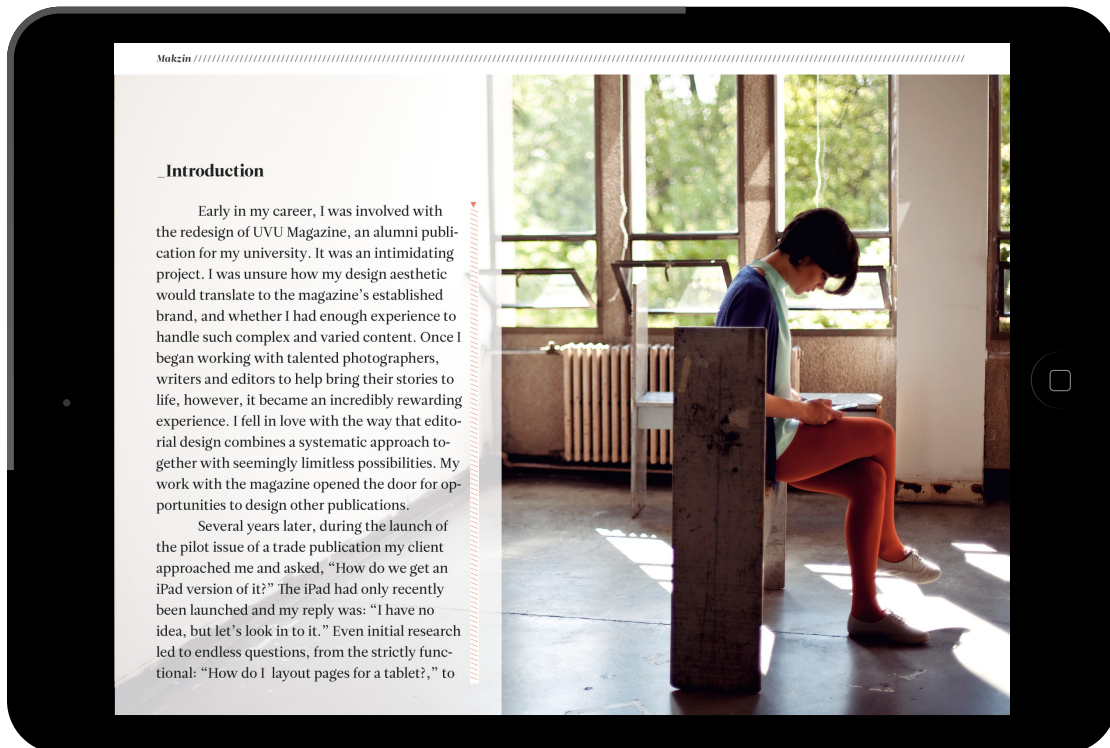 Makzin
_Introduction
Early in my career, I was involved with
the redesign of UVU Magazine, an alumni publi-
cation for my university. It was an intimidating
project. I was unsure how my design aesthetic
would translate to the magazine’s established
brand, and whether I had enough experience to
handle such complex and varied content. Once I
began working with talented photographers,
writers and editors to help bring their stories to
life, however, it became an incredibly rewarding
experience. I fell in love with the way that edito-
rial design combines a systematic approach to-
gether with seemingly limitless possibilities. My
work with the magazine opened the door for op-
portunities to design other publications.
Several years later, during the launch of
the pilot issue of a trade publication my client
approached me and asked, “How do we get an
iPad version of it?” The iPad had only recently
been launched and my reply was: “I have no
idea, but let’s look in to it.” Even initial research
led to endless questions, from the strictly func-
tional: “How do I layout pages for a tablet?,” to